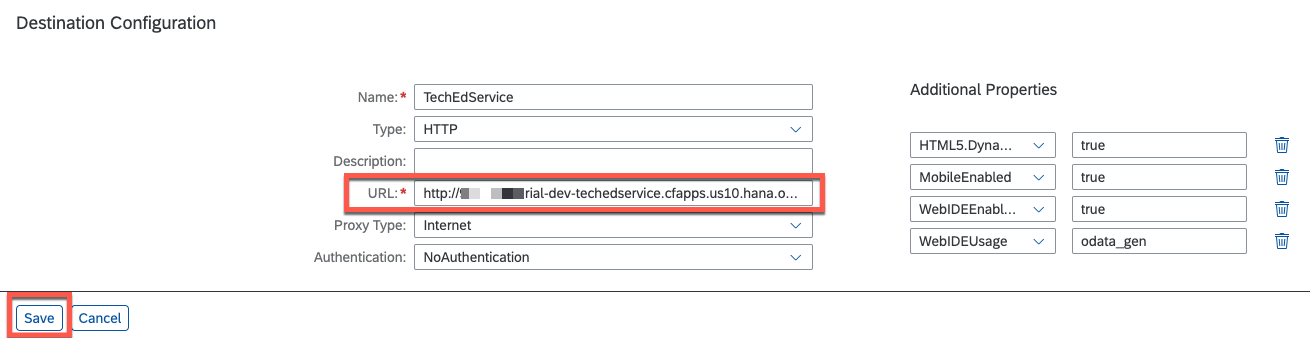 Destination Configuration
Name:* TechEdService
Type: HTTP
Description:
URL:* http:// rial-dev-techedservice.cfapps.us10.hana.o...
Proxy Type: Internet
Authentication: NoAuthentication
Additional Properties
HTML5.Dyna... true
MobileEnabled true
WebIDEEnabl... true
WebIDEUsage odata_gen
Save Cancel